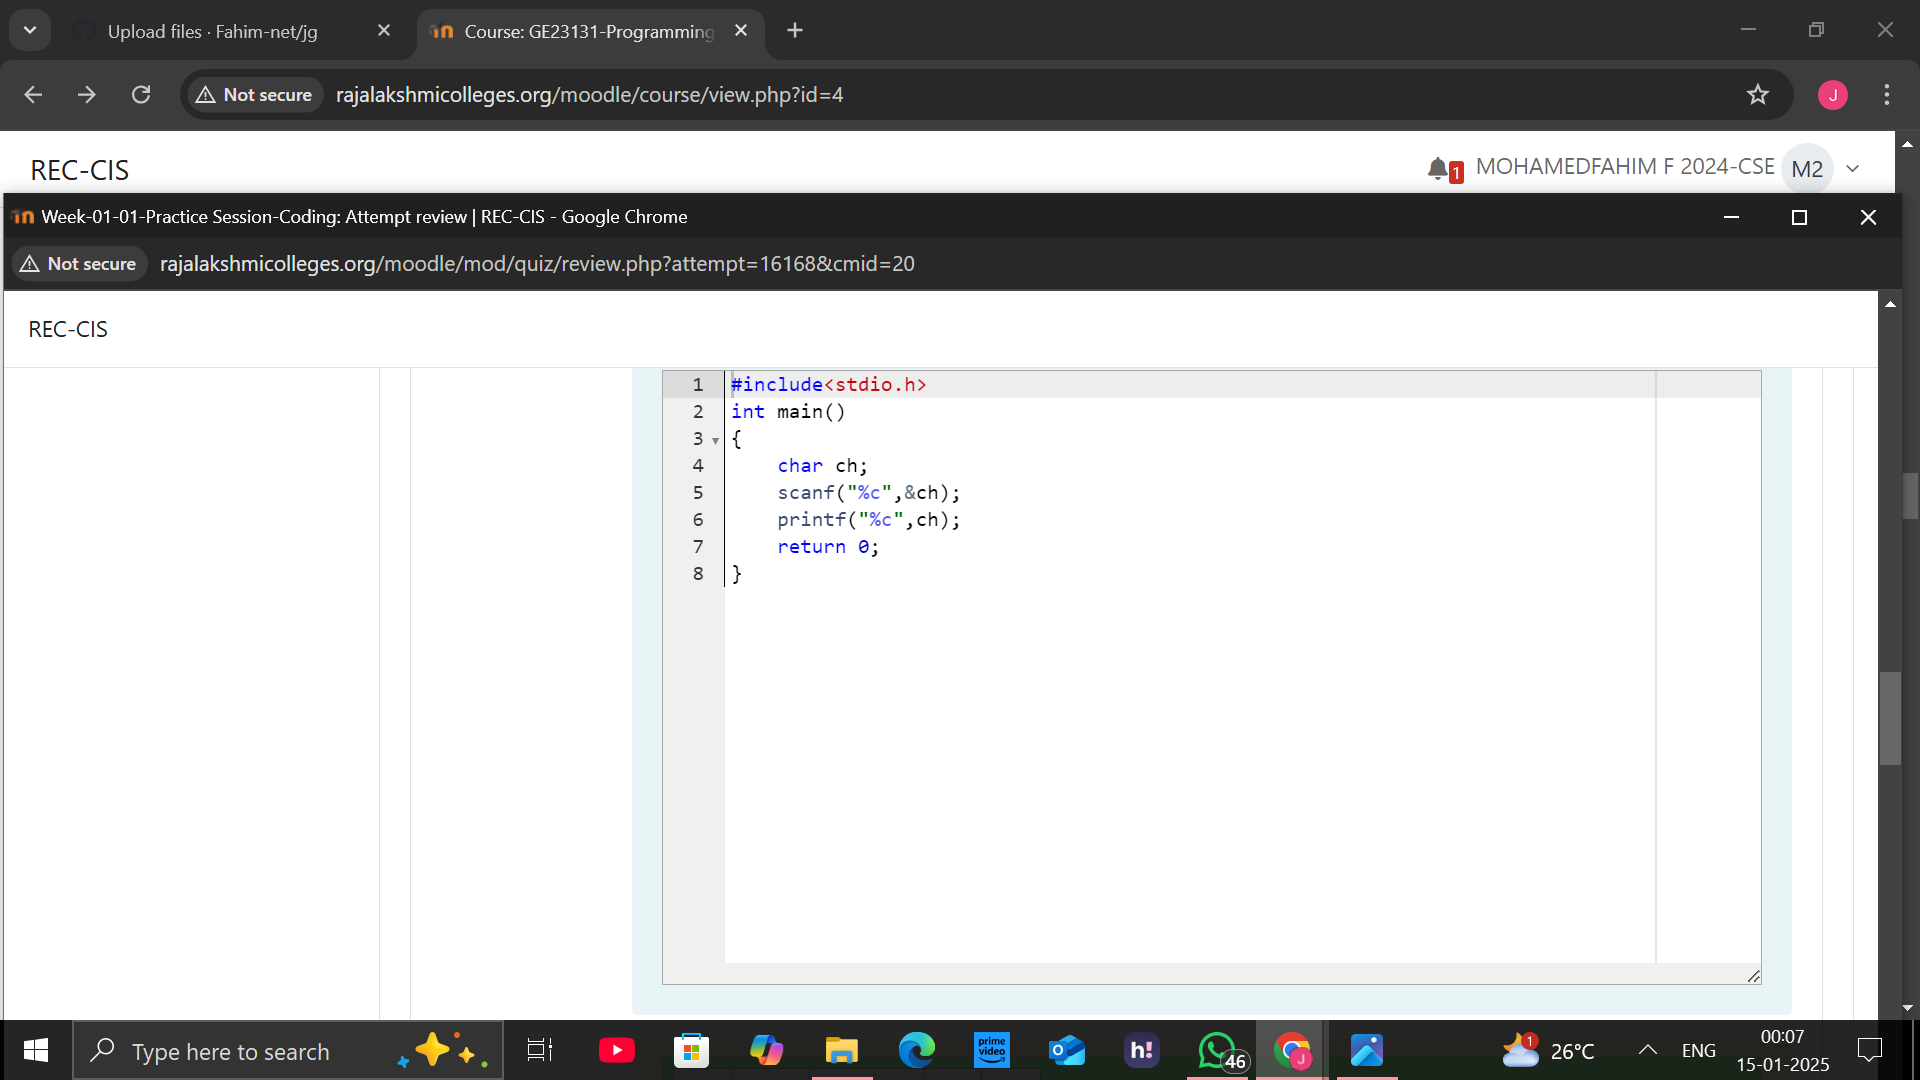 Upload files · Fahim-net/jg
Course: GE23131-Programming
Not secure
rajalakshmicolleges.org/moodle/course/view.php?id=4
J
REC-CIS
1
MOHAMEDFAHIM F 2024-CSE
M2
Week-01-01-Practice Session-Coding: Attempt review | REC-CIS - Google Chrome
Not secure
rajalakshmicolleges.org/moodle/mod/quiz/review.php?attempt=16168&cmid=20
REC-CIS
1 #include<stdio.h>
2 int main()
3 {
4     char ch;
5     scanf("%c",&ch);
6     printf("%c",ch);
7     return 0;
8 }
Type here to search
prime video
h!
46
J
1
26°C
ENG
00:07
15-01-2025